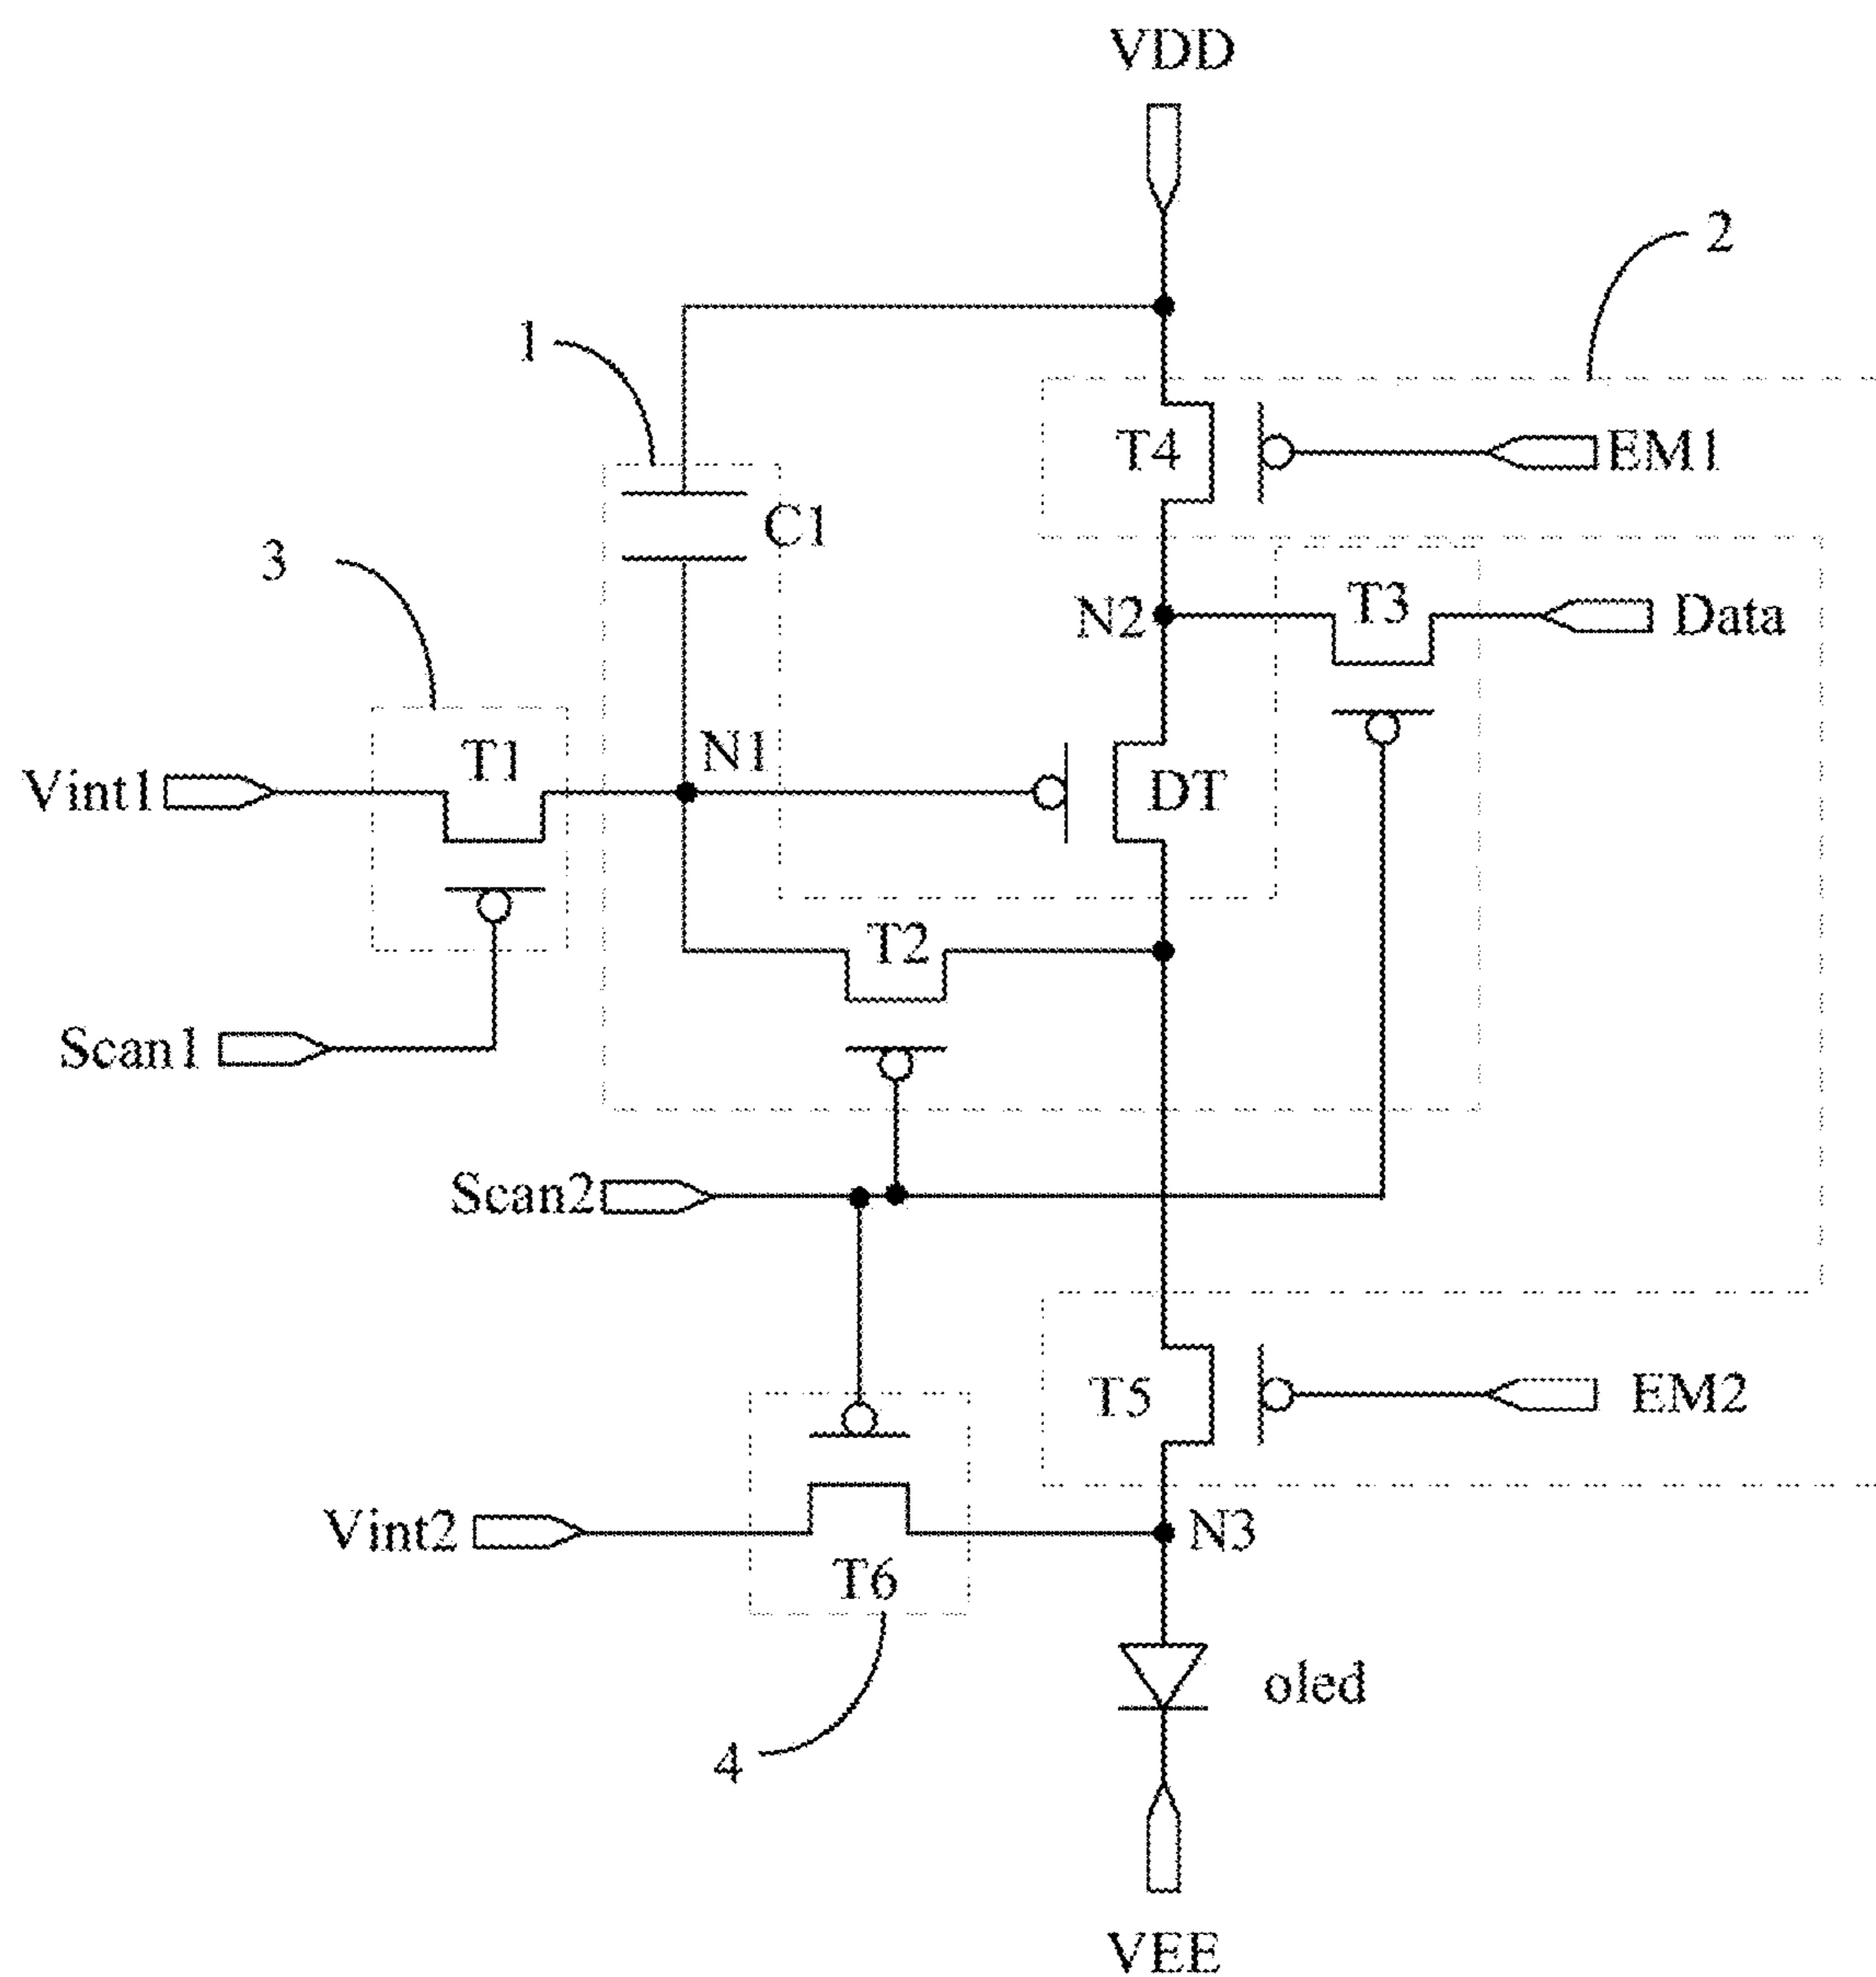 VDD
2
1
T4
EM1
C1
3
T3
N2
Data
N1
T1
Vint1
DT
T2
Scan1
Scan2
T5
EM2
Vint2
N3
T6
oled
4
VEE